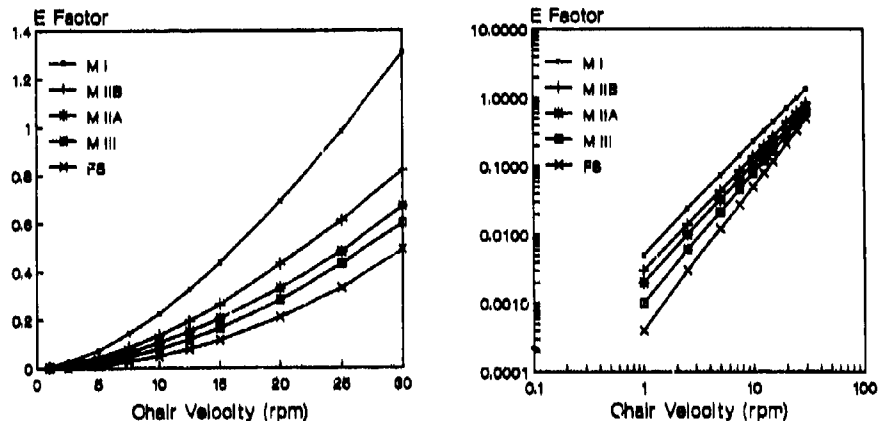 E Factor
1.4
1.2
1
0.8
0.6
0.4
0.2
0
M I
M IIB
M IIA
M III
FS
0 5 10 15 20 25 30
Chair Velocity (rpm)
E Factor
10.0000
1.0000
0.1000
0.0100
0.0010
0.0001
M I
M IIB
M IIA
M III
FS
0.1 1 10 100
Chair Velocity (rpm)